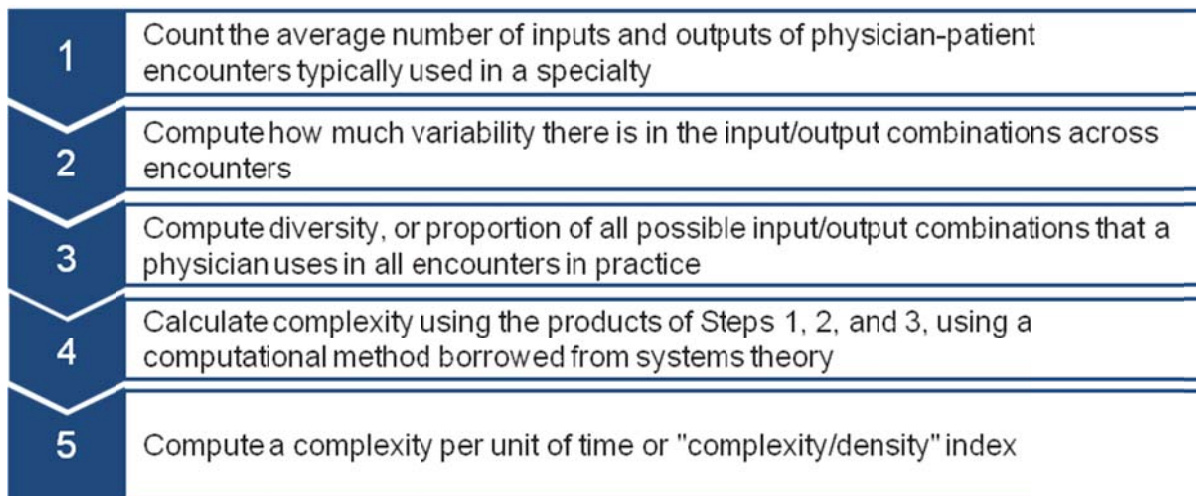 1
Count the average number of inputs and outputs of physician-patient
encounters typically used in a specialty
2
Compute how much variability there is in the input/output combinations across
encounters
3
Compute diversity, or proportion of all possible input/output combinations that a
physician uses in all encounters in practice
4
Calculate complexity using the products of Steps 1, 2, and 3, using a
computational method borrowed from systems theory
5
Compute a complexity per unit of time or "complexity/density" index